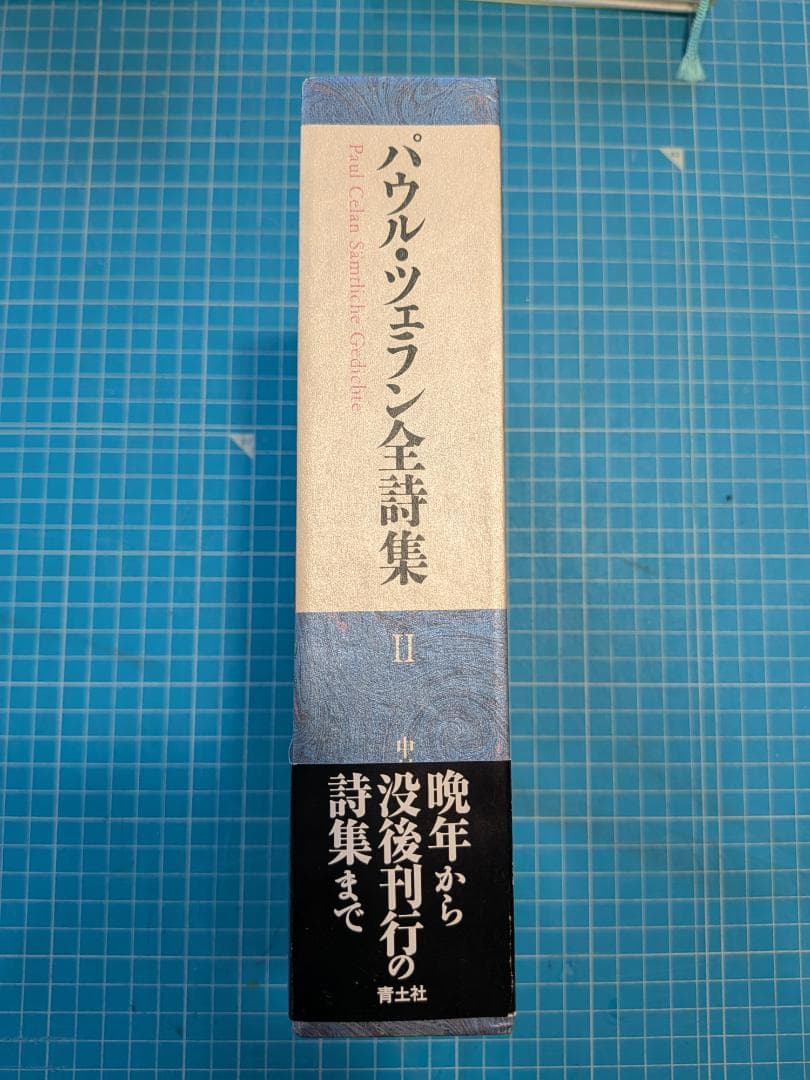 パウル・ツェラン全詩集
Paul Celan Sämtliche Gedichte
II
中
晩年から
没後刊行の
詩集まで
青土社